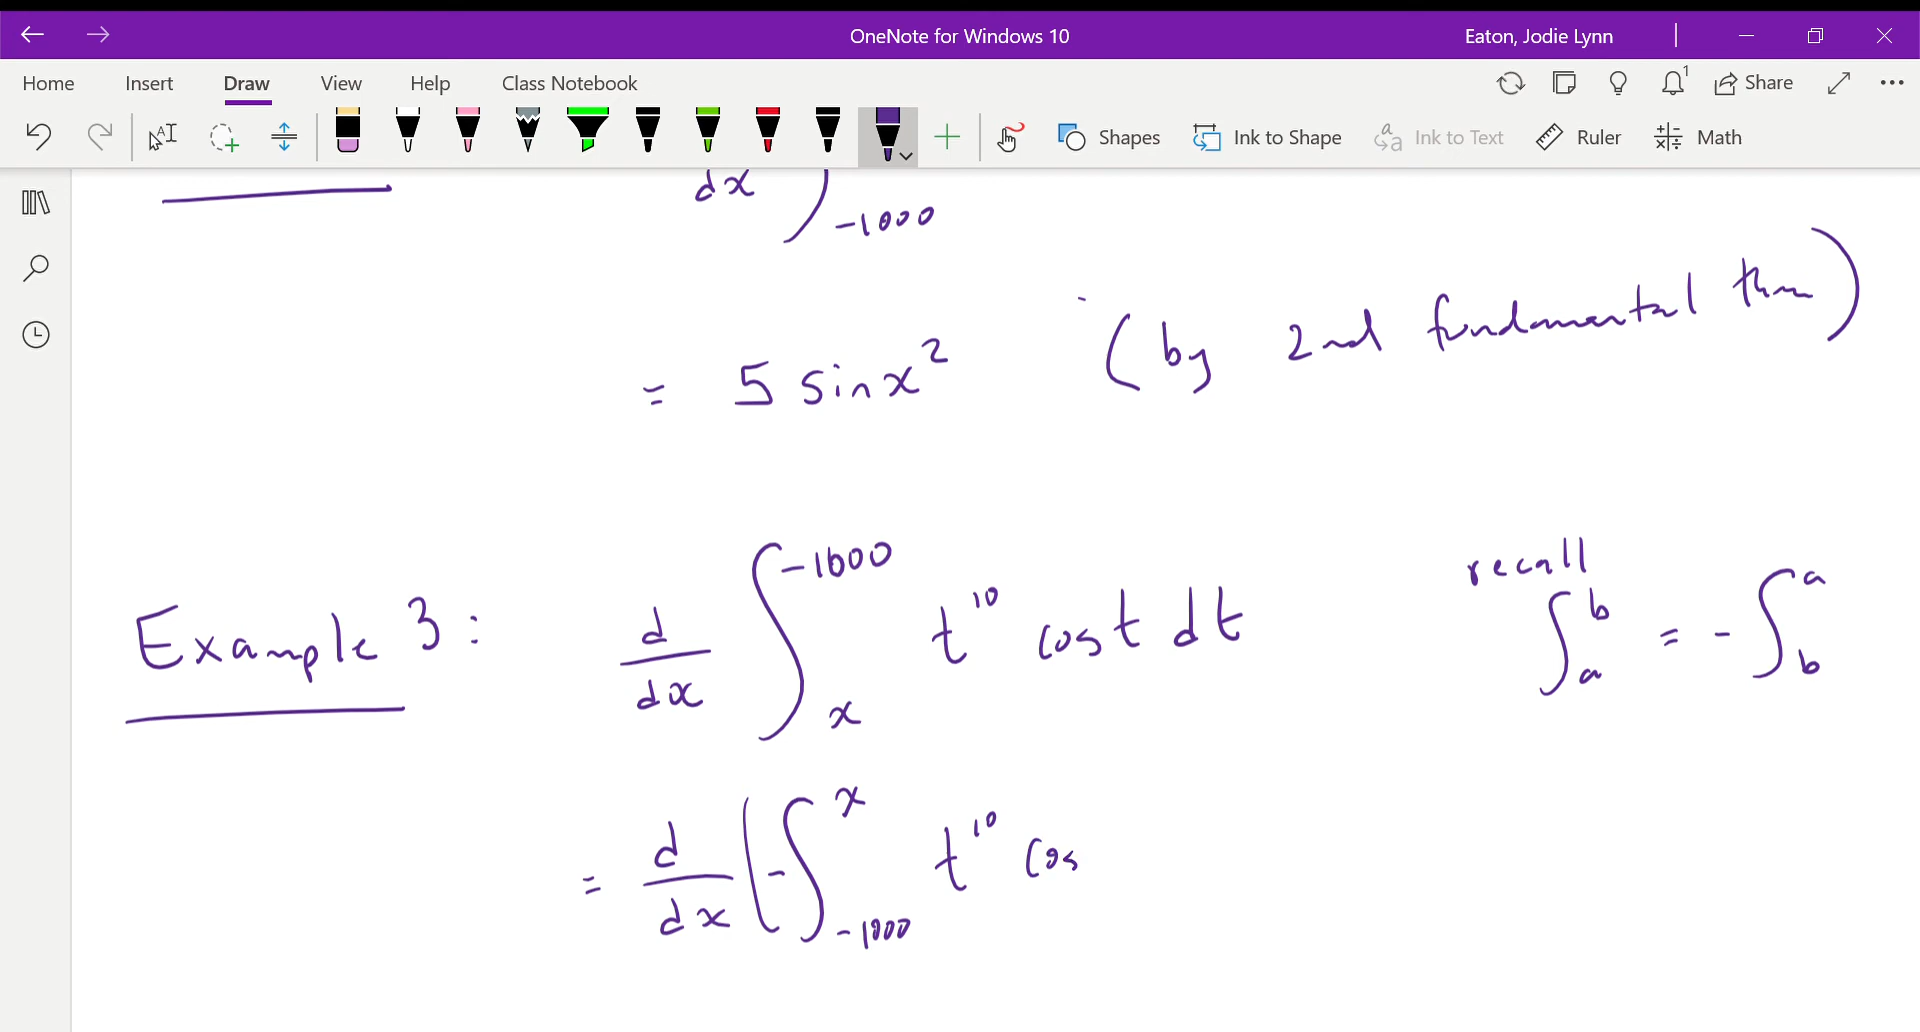 OneNote for Windows 10
Eaton, Jodie Lynn
Home Insert Draw View Help Class Notebook
1 Share
Shapes Ink to Shape Ink to Text Ruler Math
dx ∫_{-1000}
= 5 sin x² (by 2nd fundamental thm)
recall
Example 3: d/dx ∫_x^{-1000} t^{10} cos t dt ∫_a^b = - ∫_b^a
= d/dx ( - ∫_{-1000}^x t^{10} cos